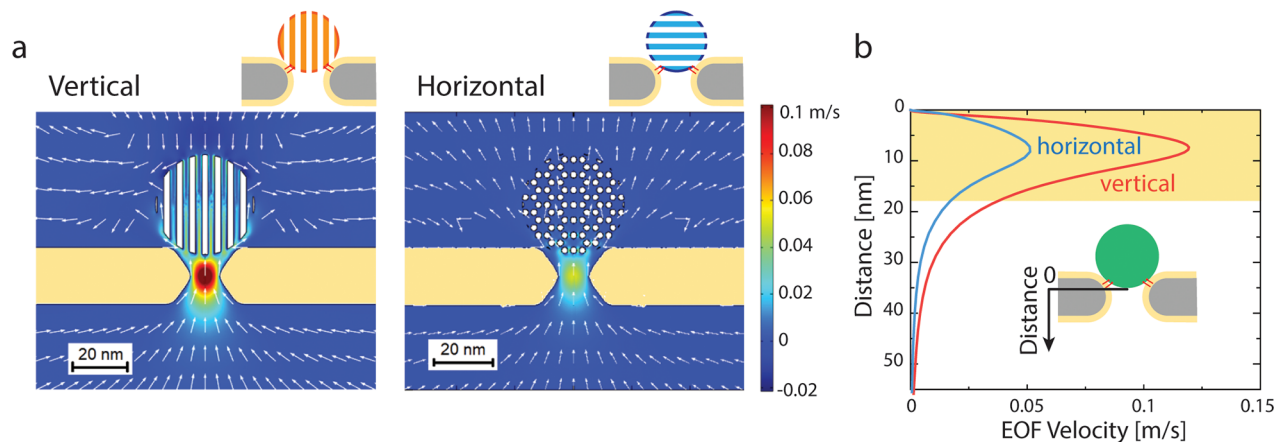 a
Vertical
Horizontal
0.1 m/s
0.08
0.06
0.04
0.02
0
-0.02
20 nm
20 nm
b
Distance [nm]
0
10
20
30
40
50
horizontal
vertical
0
Distance
0
0.05
0.1
0.15
EOF Velocity [m/s]